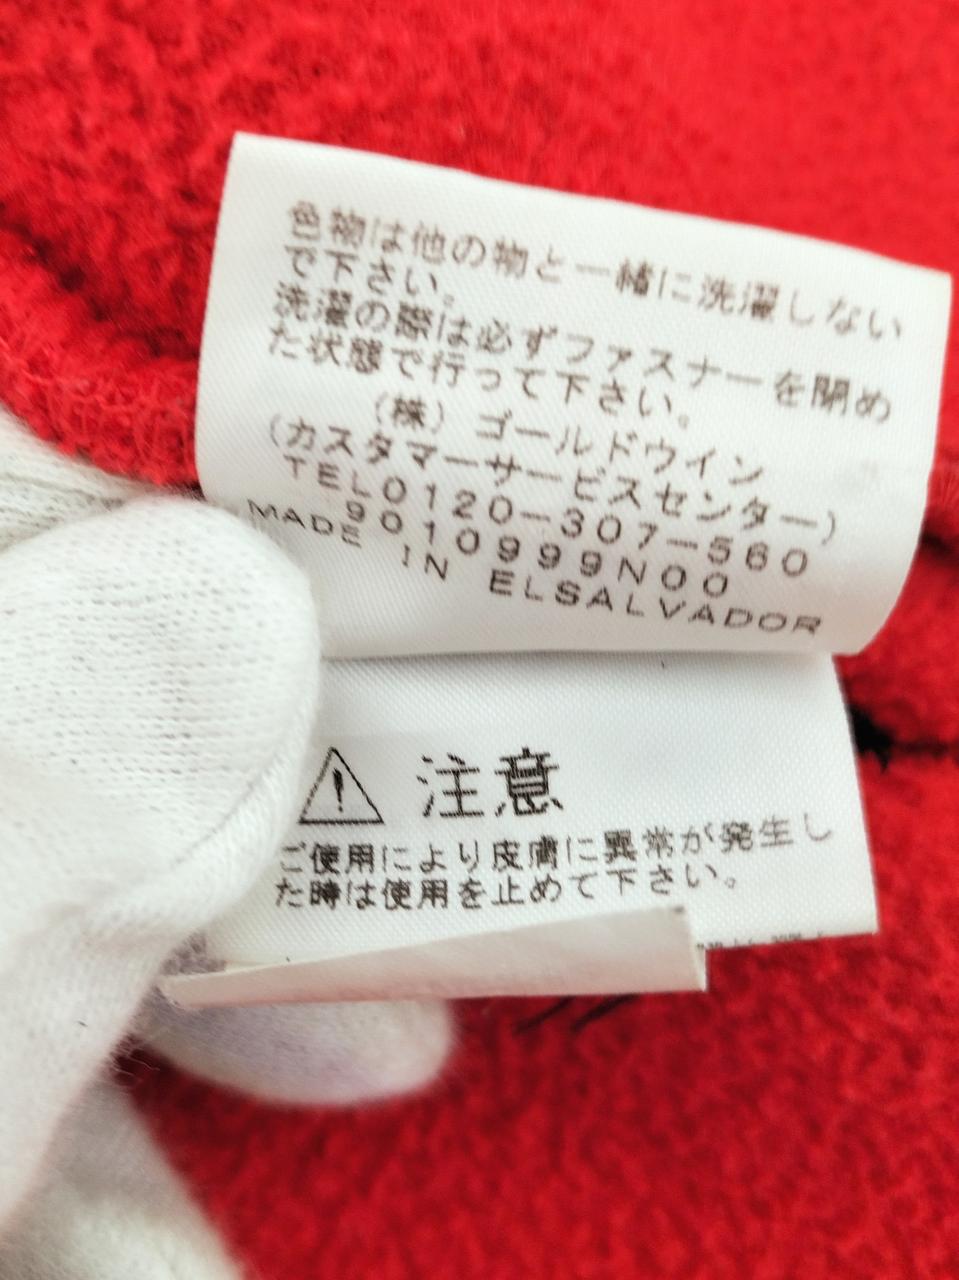 色物は他の物と一緒に洗濯しない
で下さい。
洗濯の際は必ずファスナーを閉め
た状態で行って下さい。
(株)ゴールドウイン
(カスタマーサービスセンター)
TEL0120-307-560
9010999N00
MADE IN ELSALVADOR
注意
ご使用により皮膚に異常が発生し
た時は使用を止めて下さい。